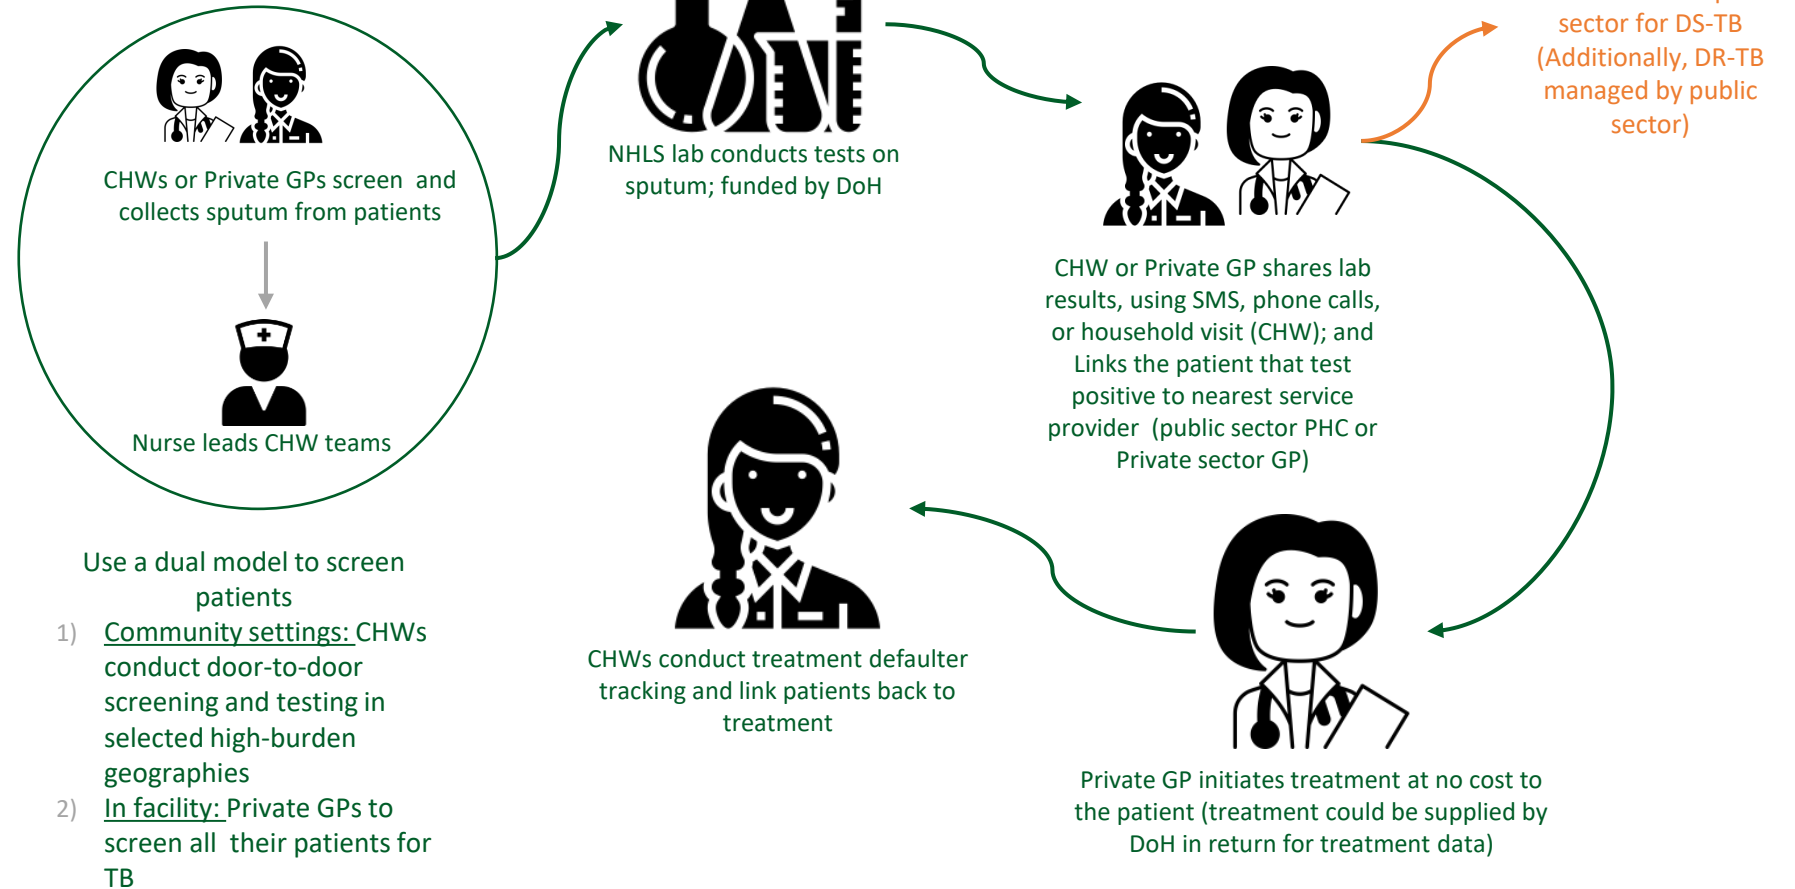 CHWs or Private GPs screen and
collects sputum from patients
Nurse leads CHW teams
Use a dual model to screen
patients
1) Community settings: CHWs
conduct door-to-door
screening and testing in
selected high-burden
geographies
2) In facility: Private GPs to
screen all their patients for
TB
NHLS lab conducts tests on
sputum; funded by DoH
CHW or Private GP shares lab
results, using SMS, phone calls,
or household visit (CHW); and
Links the patient that test
positive to nearest service
provider (public sector PHC or
Private sector GP)
sector for DS-TB
(Additionally, DR-TB
managed by public
sector)
Private GP initiates treatment at no cost to
the patient (treatment could be supplied by
DoH in return for treatment data)
CHWs conduct treatment defaulter
tracking and link patients back to
treatment